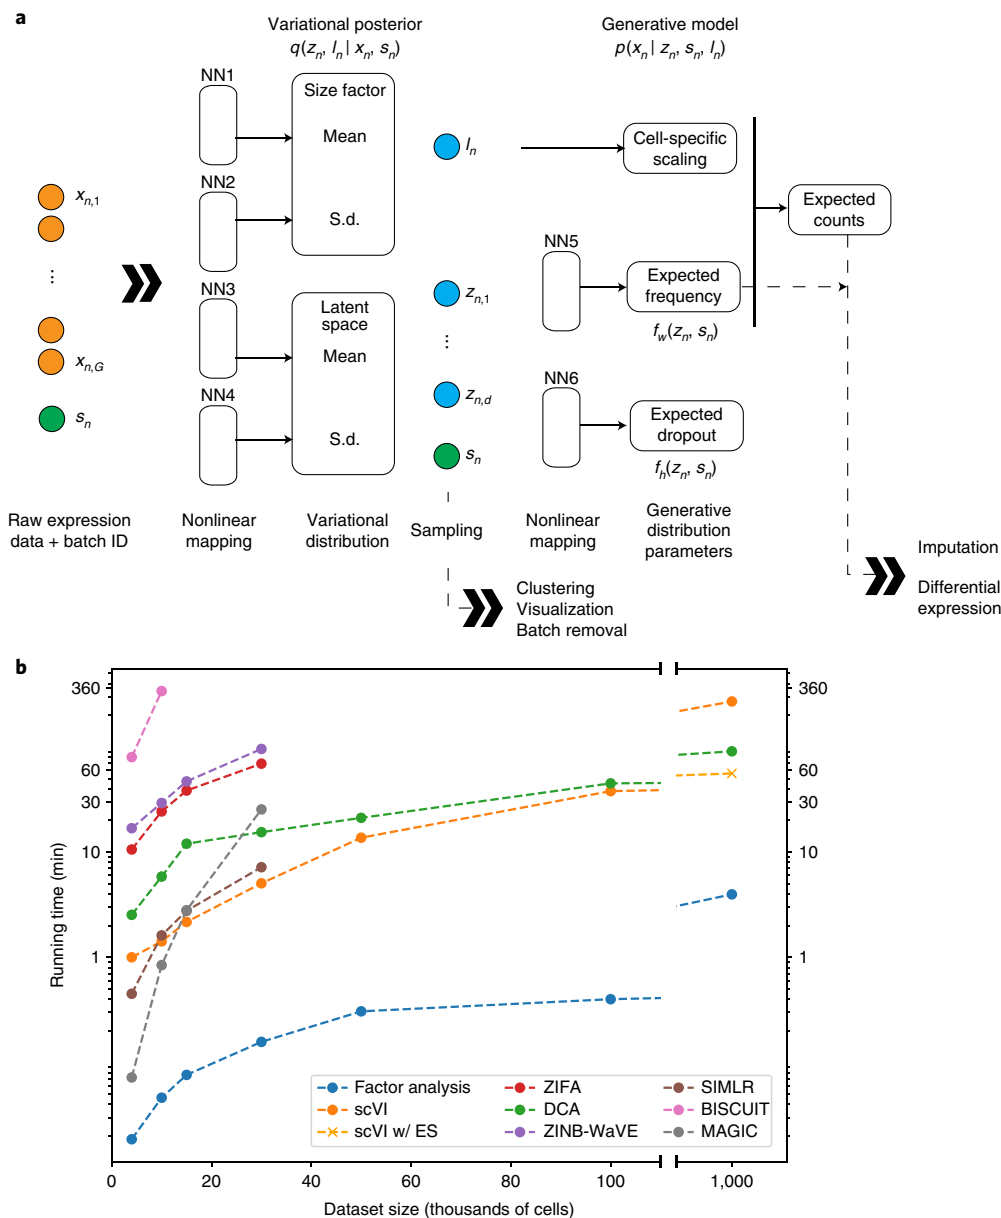 a
Variational posterior
q(zₙ, lₙ | xₙ, sₙ)
Generative model
p(xₙ | zₙ, sₙ, lₙ)
NN1
Size factor
Mean
S.d.
NN2
NN3
Latent
space
Mean
S.d.
NN4
xₙ,₁
⋮
xₙ,G
sₙ
lₙ
zₙ,₁
⋮
zₙ,d
sₙ
Cell-specific
scaling
NN5
Expected
frequency
f_w(zₙ, sₙ)
NN6
Expected
dropout
f_h(zₙ, sₙ)
Expected
counts
Raw expression
data + batch ID
Nonlinear
mapping
Variational
distribution
Sampling
Nonlinear
mapping
Generative
distribution
parameters
Clustering
Visualization
Batch removal
Imputation
Differential
expression
b
Running time (min)
360
60
30
10
1
360
60
30
10
1
Factor analysis
scVI
scVI w/ ES
ZIFA
DCA
ZINB-WaVE
SIMLR
BISCUIT
MAGIC
0 20 40 60 80 100 1,000
Dataset size (thousands of cells)